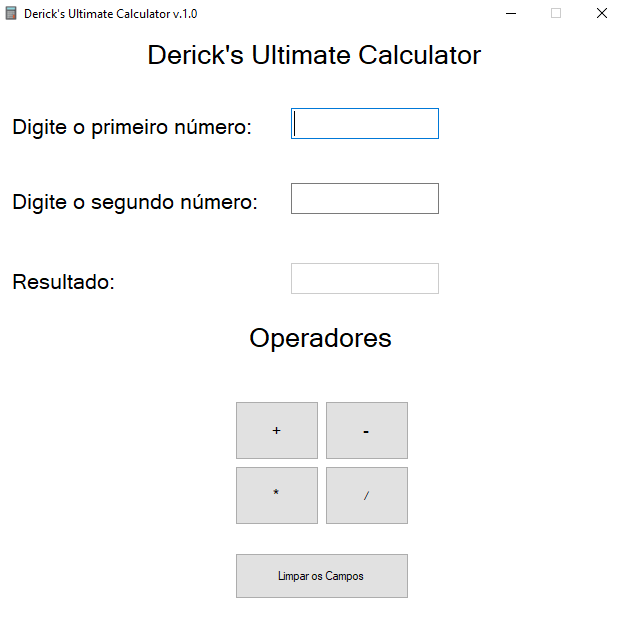 Derick's Ultimate Calculator v.1.0
Derick's Ultimate Calculator
Digite o primeiro número:
Digite o segundo número:
Resultado:
Operadores
+ -
* /
Limpar os Campos